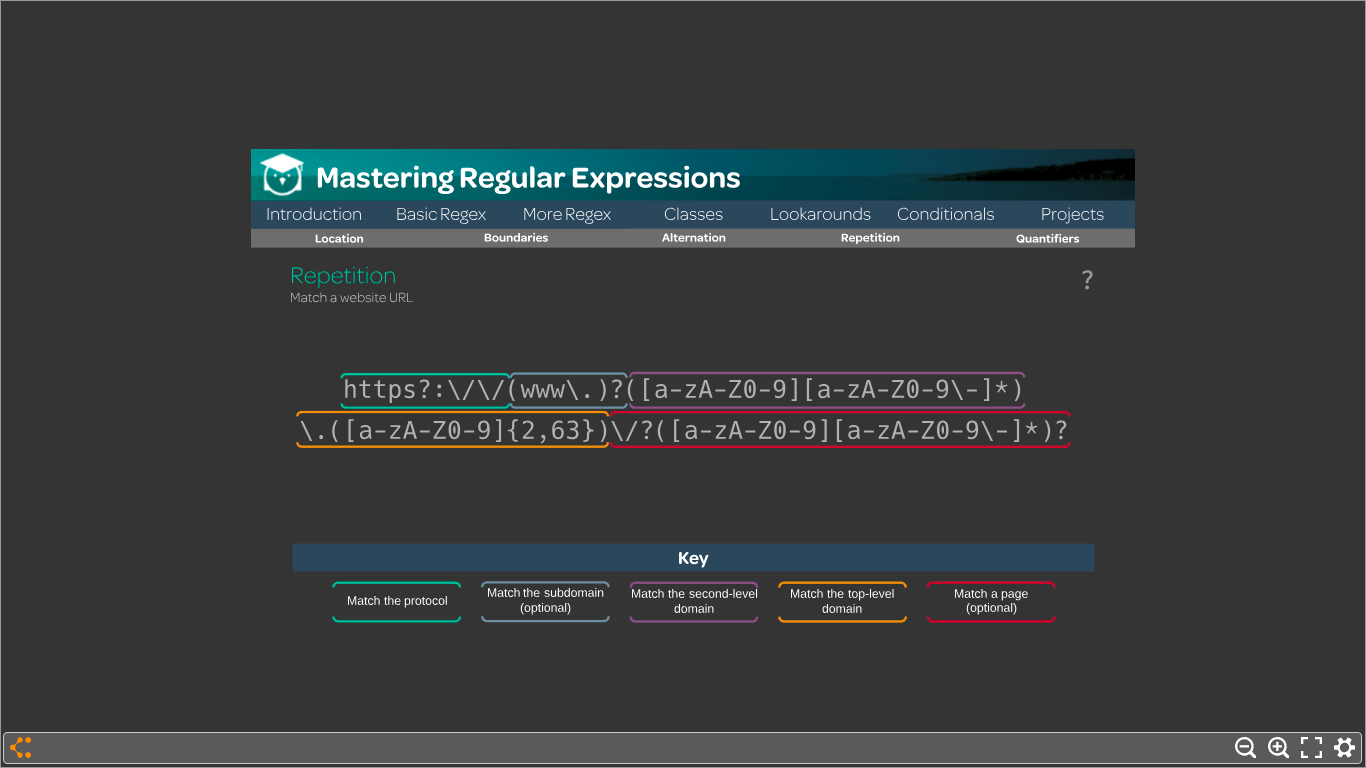 Mastering Regular Expressions
Introduction Basic Regex More Regex Classes Lookarounds Conditionals Projects
Location Boundaries Alternation Repetition Quantifiers
Repetition
?
Match a website URL
https?:\/\/(www\.)?([a-zA-Z0-9][a-zA-Z0-9\-]*)
\.([a-zA-Z0-9]{2,63})\/?([a-zA-Z0-9][a-zA-Z0-9\-]*)?
Key
Match the protocol
Match the subdomain
(optional)
Match the second-level
domain
Match the top-level
domain
Match a page
(optional)